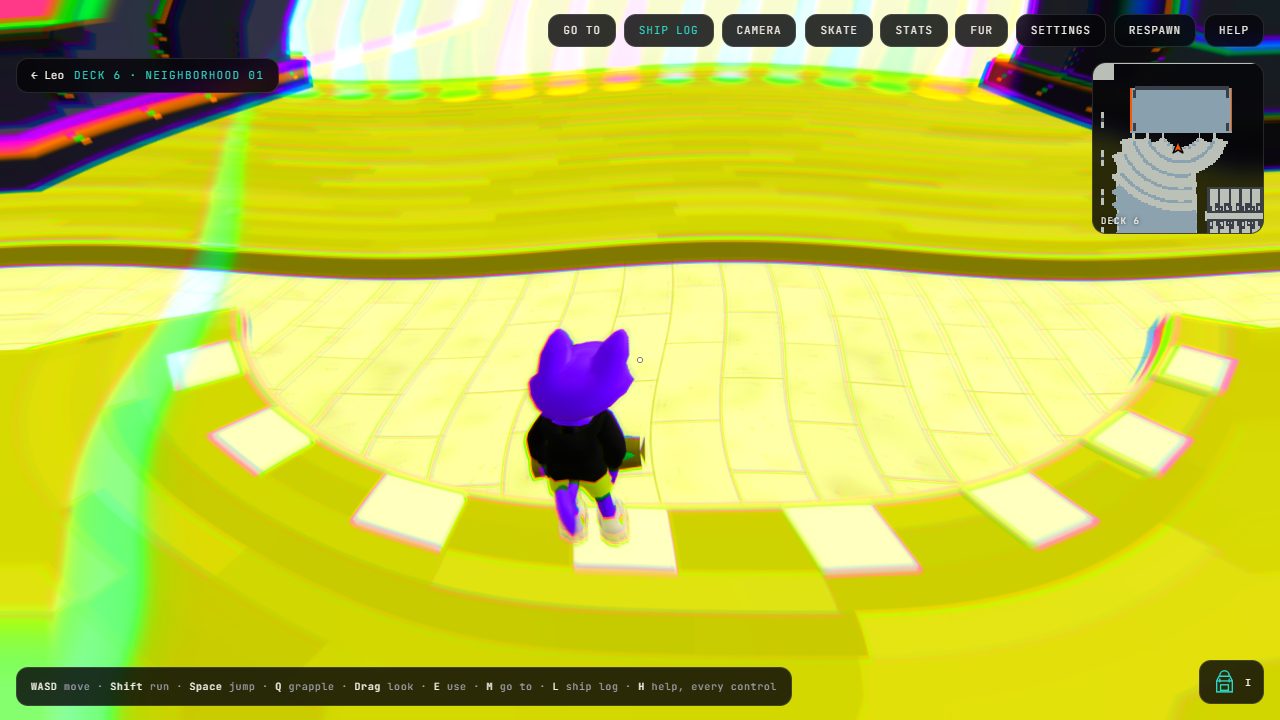 GO TO
SHIP LOG
CAMERA
SKATE
STATS
FUR
SETTINGS
RESPAWN
HELP
← Leo DECK 6 · NEIGHBORHOOD 01
DECK 6
WASD move · Shift run · Space jump · Q grapple · Drag look · E use · M go to · L ship log · H help, every control
I